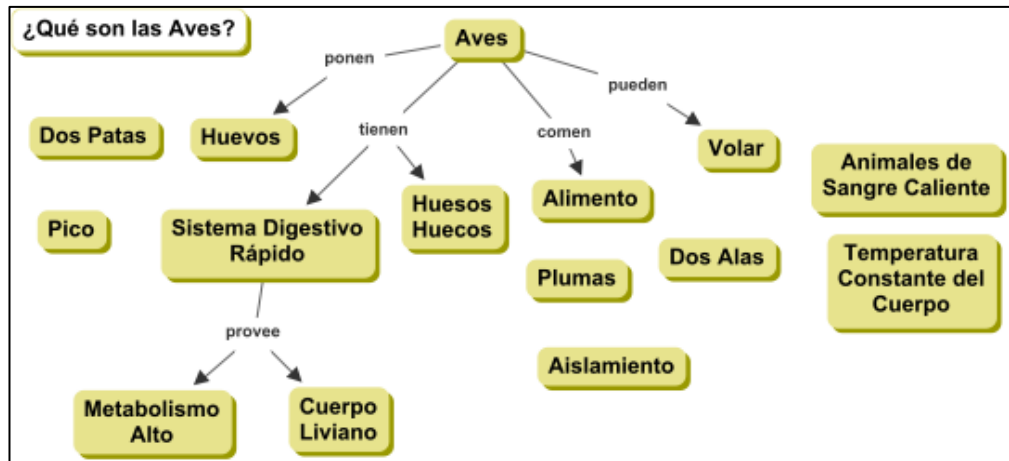 ¿Qué son las Aves?
Aves
ponen
pueden
tienen
comen
Dos Patas
Huevos
Volar
Animales de
Sangre Caliente
Pico
Sistema Digestivo
Rápido
Huesos
Huecos
Alimento
Plumas
Dos Alas
Temperatura
Constante del
Cuerpo
provee
Aislamiento
Metabolismo
Alto
Cuerpo
Liviano